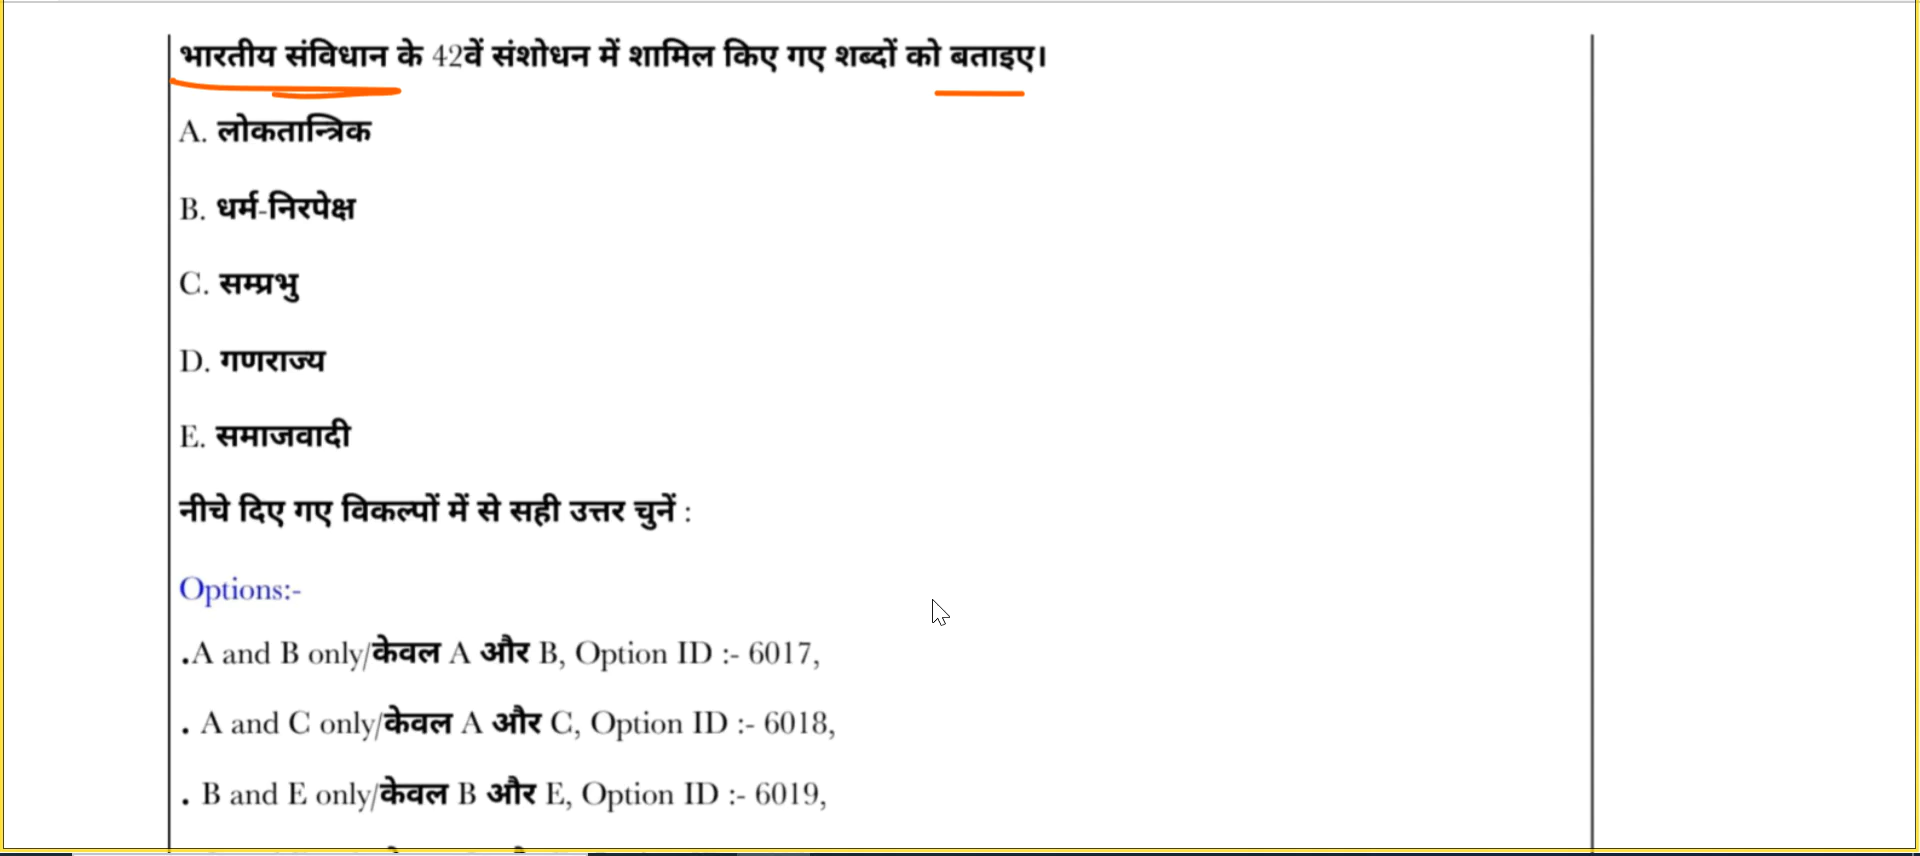 भारतीय संविधान के 42वें संशोधन में शामिल किए गए शब्दों को बताइए।
A. लोकतान्त्रिक
B. धर्म-निरपेक्ष
C. सम्प्रभु
D. गणराज्य
E. समाजवादी
नीचे दिए गए विकल्पों में से सही उत्तर चुनें :
Options:-
.A and B only/केवल A और B, Option ID :- 6017,
. A and C only/केवल A और C, Option ID :- 6018,
. B and E only/केवल B और E, Option ID :- 6019,